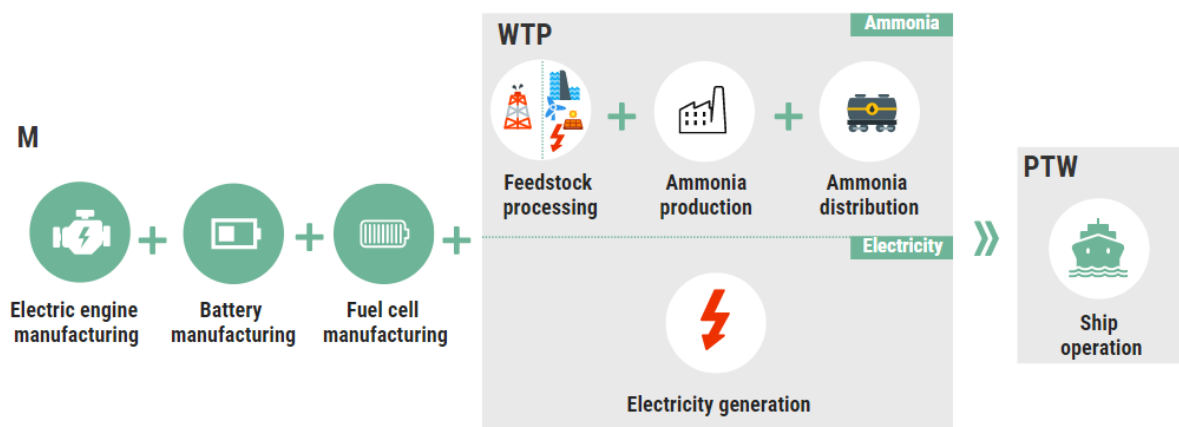 M
Electric engine
manufacturing
Battery
manufacturing
Fuel cell
manufacturing
WTP
Ammonia
Feedstock
processing
Ammonia
production
Ammonia
distribution
Electricity
Electricity generation
PTW
Ship
operation